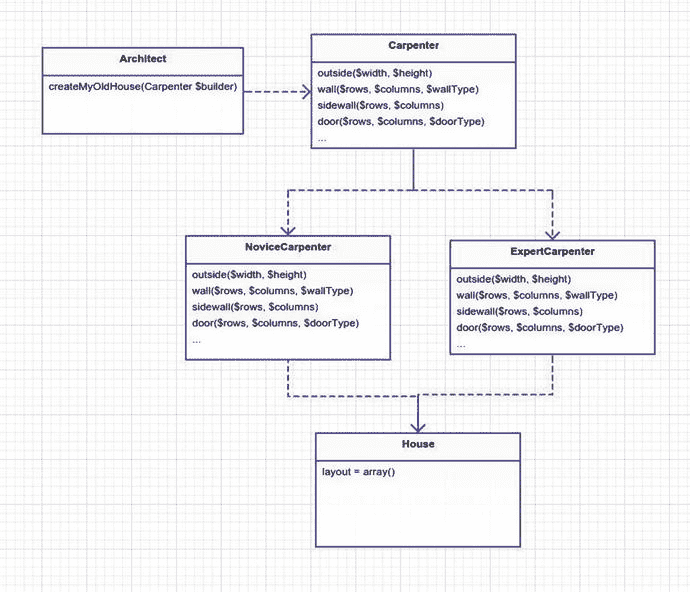 Architect
createMyOldHouse(Carpenter $builder)
Carpenter
outside($width, $height)
wall($rows, $columns, $wallType)
sidewall($rows, $columns)
door($rows, $columns, $doorType)
...
NoviceCarpenter
outside($width, $height)
wall($rows, $columns, $wallType)
sidewall($rows, $columns)
door($rows, $columns, $doorType)
...
ExpertCarpenter
outside($width, $height)
wall($rows, $columns, $wallType)
sidewall($rows, $columns)
door($rows, $columns, $doorType)
...
House
layout = array()